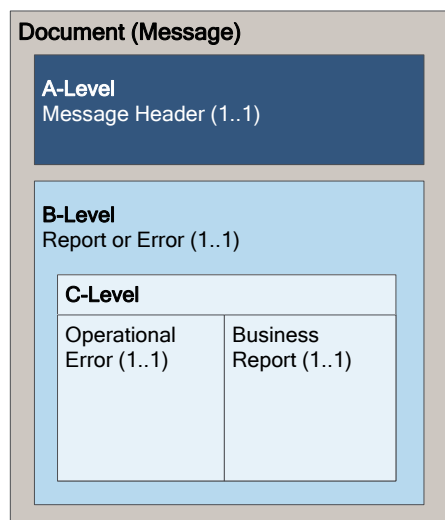 Document (Message)
A-Level
Message Header (1..1)
B-Level
Report or Error (1..1)
C-Level
Operational
Error (1..1)
Business
Report (1..1)